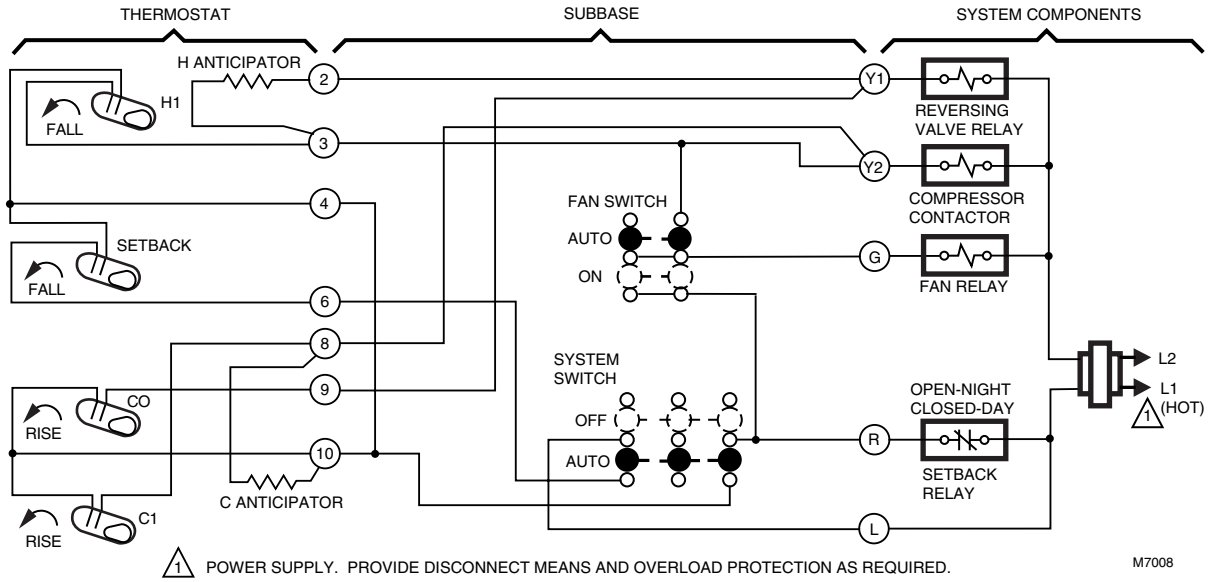 THERMOSTAT
SUBBASE
SYSTEM COMPONENTS
H ANTICIPATOR
2
Y1
H1
FALL
REVERSING
VALVE RELAY
3
Y2
4
FAN SWITCH
COMPRESSOR
CONTACTOR
SETBACK
AUTO
FALL
G
ON
FAN RELAY
6
8
SYSTEM
SWITCH
L2
9
OPEN-NIGHT
CLOSED-DAY
L1
(HOT)
1
CO
RISE
OFF
R
10
AUTO
SETBACK
RELAY
C ANTICIPATOR
C1
RISE
L
1 POWER SUPPLY. PROVIDE DISCONNECT MEANS AND OVERLOAD PROTECTION AS REQUIRED.
M7008